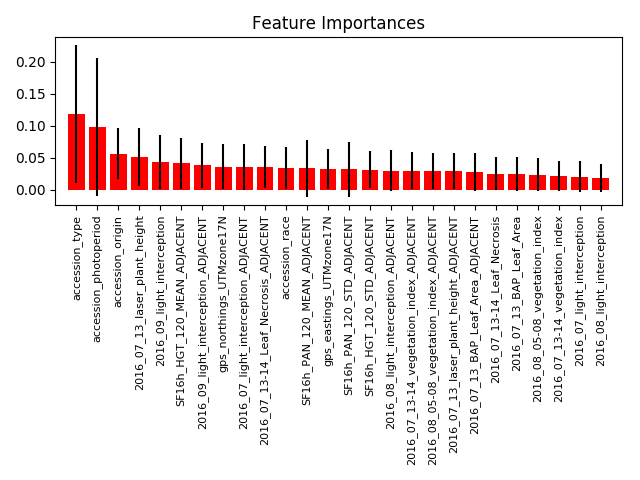 Feature Importances
0.20
0.15
0.10
0.05
0.00
accession_type
accession_photoperiod
accession_origin
2016_07_13_laser_plant_height
2016_09_light_interception
SF16h_HGT_120_MEAN_ADJACENT
2016_09_light_interception_ADJACENT
gps_northings_UTMzone17N
2016_07_light_interception_ADJACENT
2016_07_13-14_Leaf_Necrosis_ADJACENT
accession_race
SF16h_PAN_120_MEAN_ADJACENT
gps_eastings_UTMzone17N
SF16h_PAN_120_STD_ADJACENT
SF16h_HGT_120_STD_ADJACENT
2016_08_light_interception_ADJACENT
2016_07_13-14_vegetation_index_ADJACENT
2016_08_05-08_vegetation_index_ADJACENT
2016_07_13_laser_plant_height_ADJACENT
2016_07_13_BAP_Leaf_Area_ADJACENT
2016_07_13-14_Leaf_Necrosis
2016_07_13_BAP_Leaf_Area
2016_08_05-08_vegetation_index
2016_07_13-14_vegetation_index
2016_07_light_interception
2016_08_light_interception